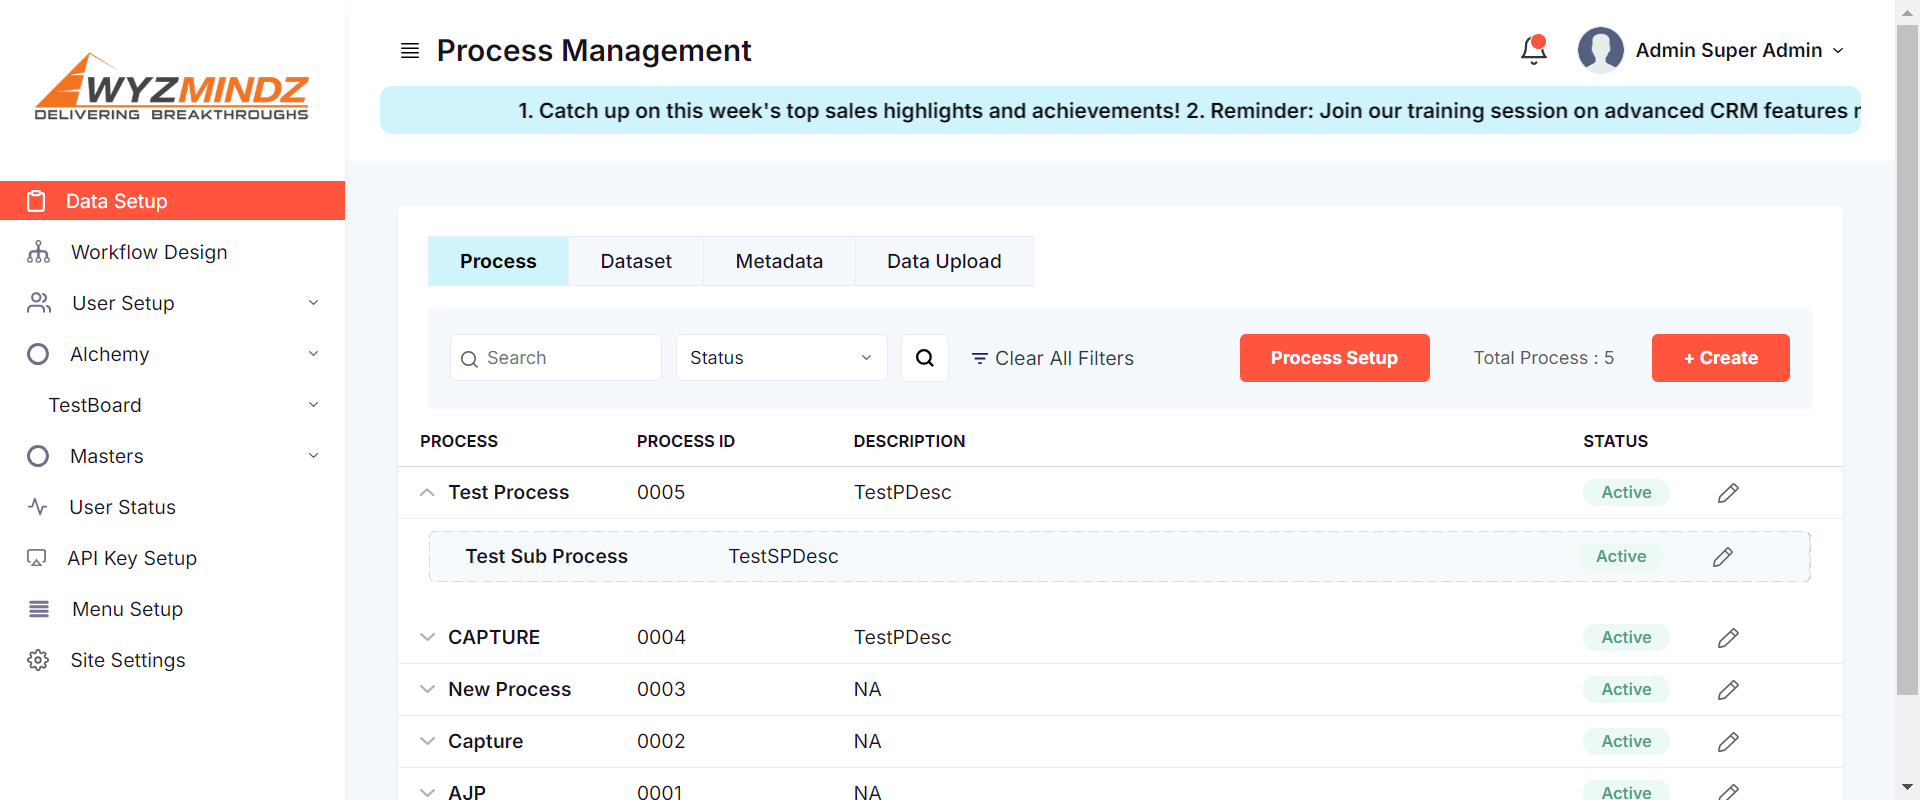 WYZMINDZ
DELIVERING BREAKTHROUGHS
Process Management
Admin Super Admin
1. Catch up on this week's top sales highlights and achievements! 2. Reminder: Join our training session on advanced CRM features
Data Setup
Workflow Design
User Setup
Alchemy
TestBoard
Masters
User Status
API Key Setup
Menu Setup
Site Settings
Process Dataset Metadata Data Upload
Search Status Clear All Filters Process Setup Total Process : 5 + Create
PROCESS PROCESS ID DESCRIPTION STATUS
Test Process 0005 TestPDesc Active
Test Sub Process TestSPDesc Active
CAPTURE 0004 TestPDesc Active
New Process 0003 NA Active
Capture 0002 NA Active
AJP 0001 NA Active